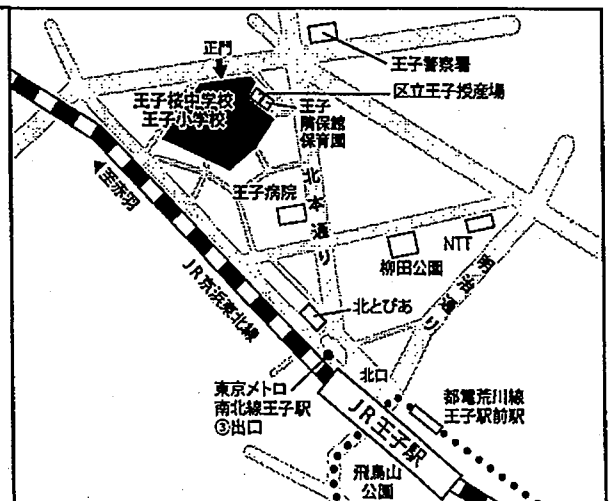 正門
王子警察署
王子桜中学校
王子小学校
区立王子授産場
王子
隣保館
保育園
北本通り
王子病院
至赤羽
NTT
柳田公園
明治通り
JR京浜東北線
北とぴあ
北口
東京メトロ
南北線王子駅
③出口
JR王子駅
都電荒川線
王子駅前駅
飛鳥山
公園